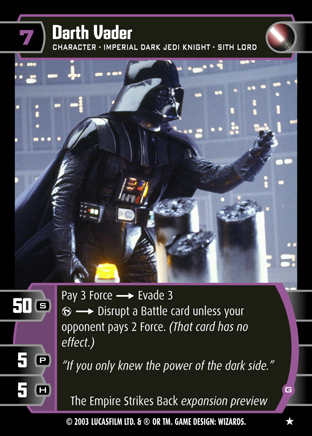 7
Darth Vader
CHARACTER - IMPERIAL DARK JEDI KNIGHT - SITH LORD
50 S
Pay 3 Force → Evade 3
→ Disrupt a Battle card unless your
opponent pays 2 Force. (That card has no
effect.)
5 P
“If you only knew the power of the dark side.”
5 H
G
The Empire Strikes Back expansion preview
© 2003 LUCASFILM LTD. & ® OR TM. GAME DESIGN: WIZARDS.
★